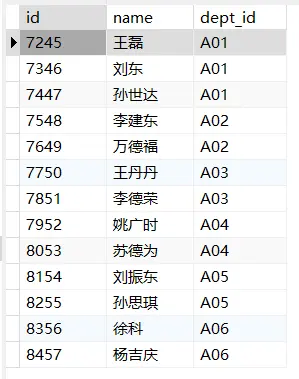 id name dept_id
7245 王磊 A01
7346 刘东 A01
7447 孙世达 A01
7548 李建东 A02
7649 万德福 A02
7750 王丹丹 A03
7851 李德荣 A03
7952 姚广时 A04
8053 苏德为 A04
8154 刘振东 A05
8255 孙思琪 A05
8356 徐科 A06
8457 杨吉庆 A06